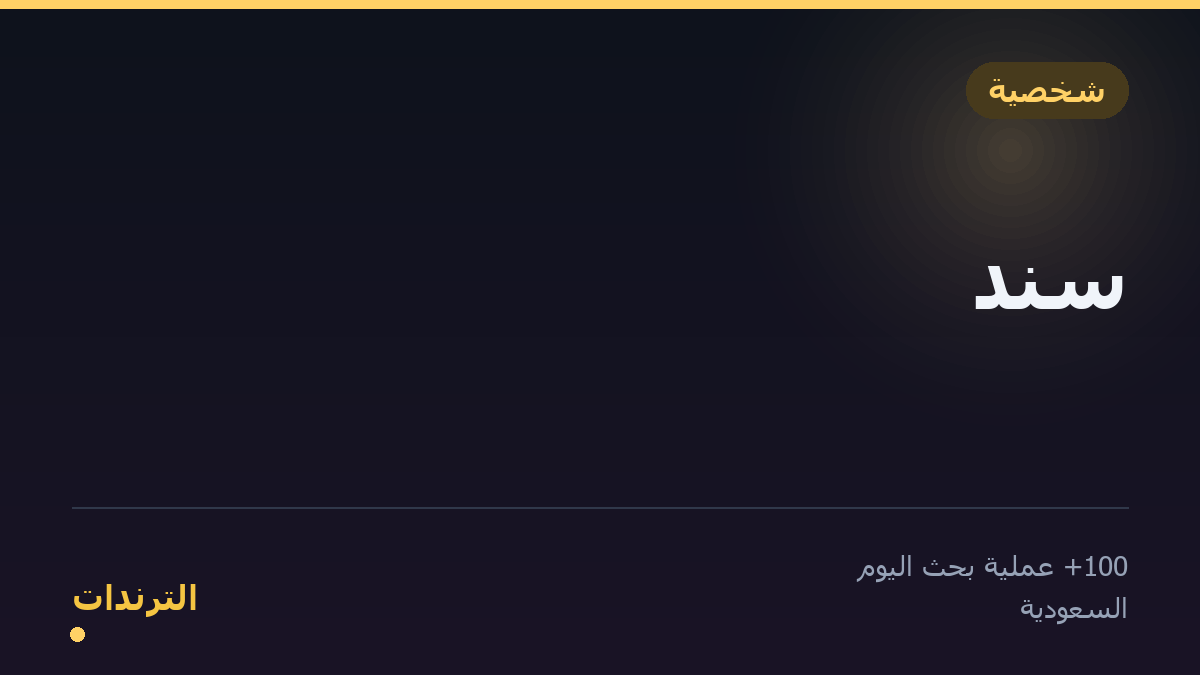 شخصية
سند
100+ عملية بحث اليوم
السعودية
الترندات